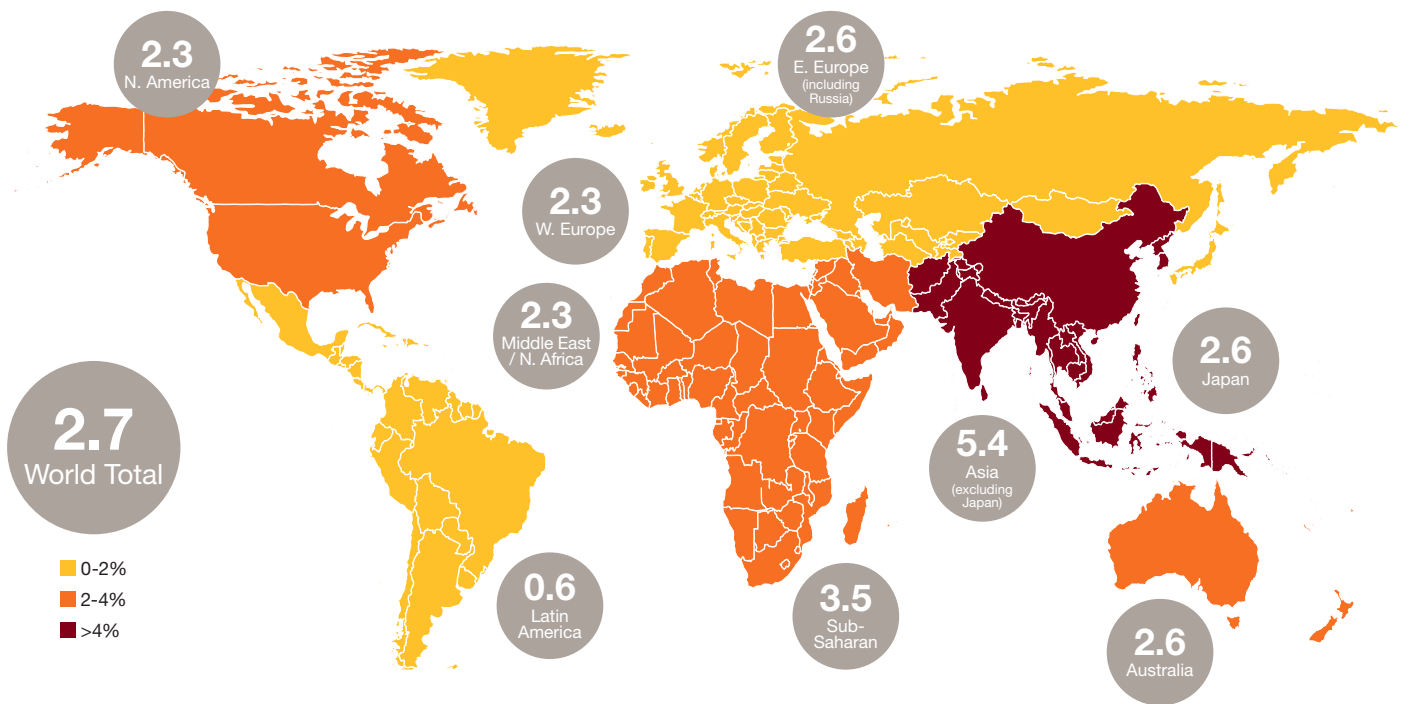 2.3
N. America
2.6
E. Europe
(including
Russia)
2.3
W. Europe
2.3
Middle East
/ N. Africa
2.6
Japan
2.7
World Total
5.4
Asia
(excluding
Japan)
0-2%
2-4%
>4%
0.6
Latin
America
3.5
Sub-
Saharan
2.6
Australia